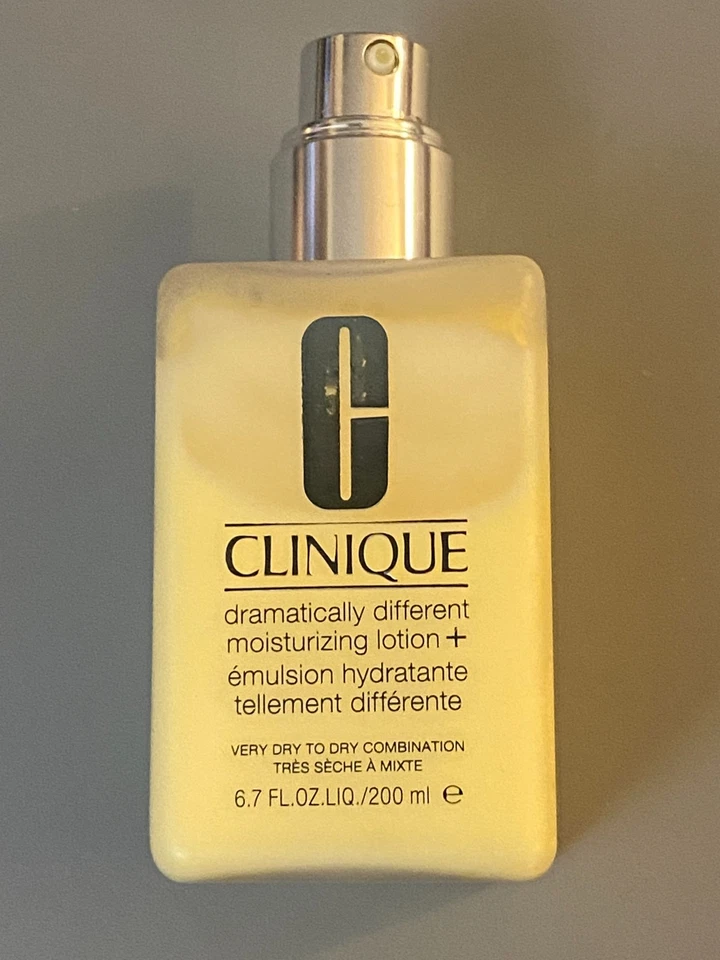 C
CLINIQUE
dramatically different
moisturizing lotion +
émulsion hydratante
tellement différente
VERY DRY TO DRY COMBINATION
TRÈS SÈCHE À MIXTE
6.7 FL.OZ.LIQ./200 ml ℮